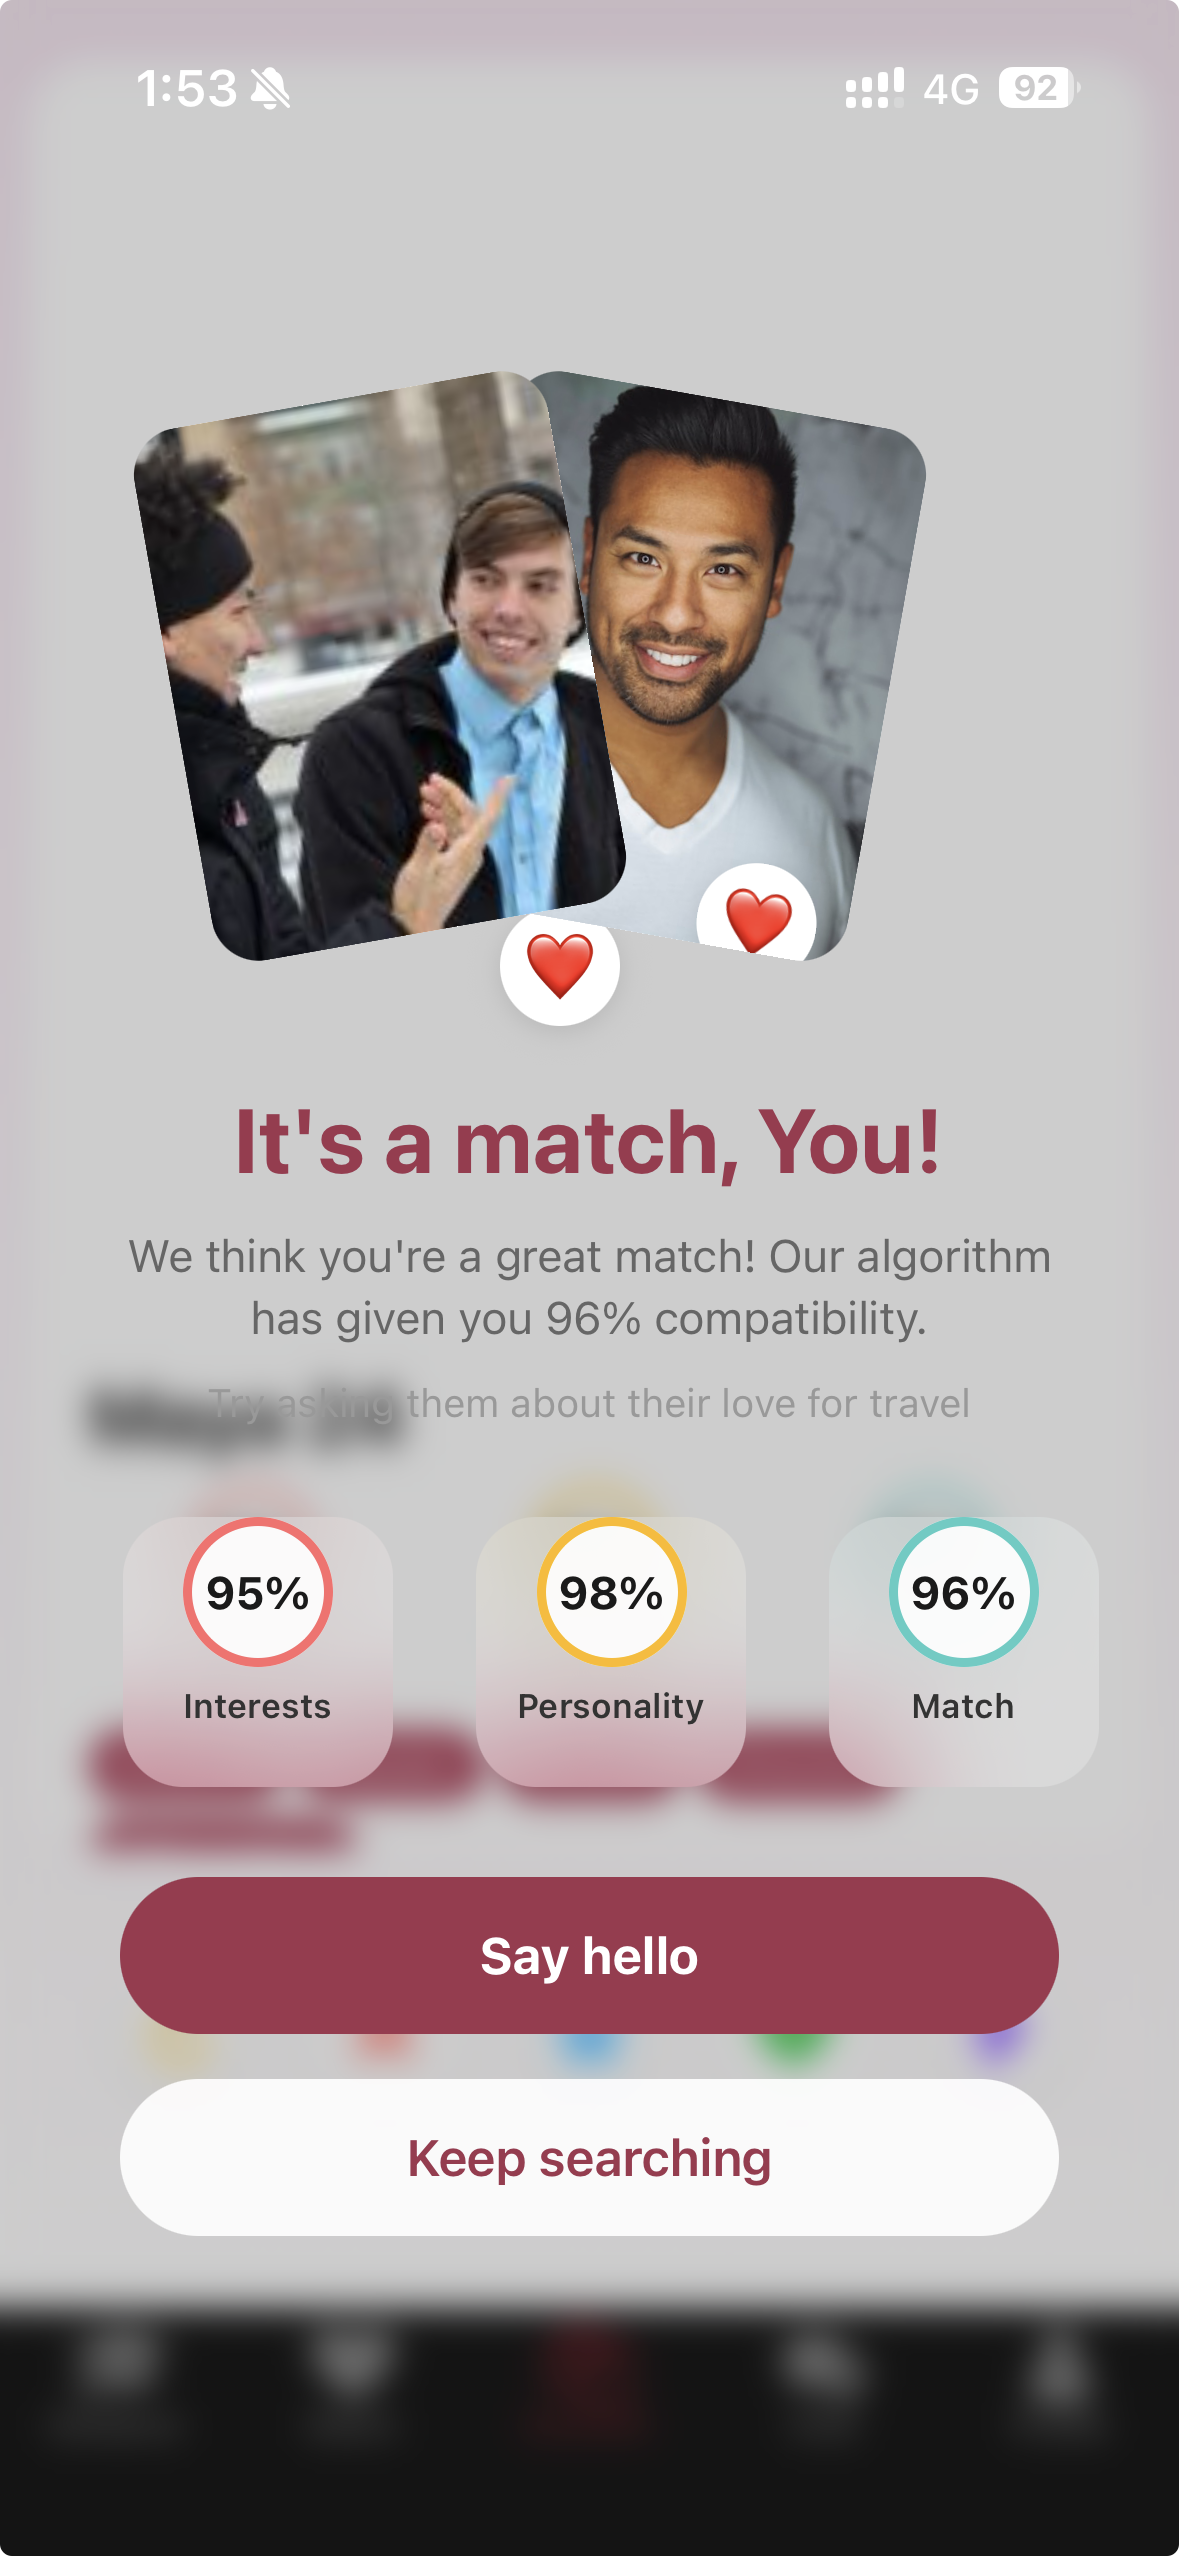 1:53 4G 92
It's a match, You!
We think you're a great match! Our algorithm
has given you 96% compatibility.
Try asking them about their love for travel
95% 98% 96%
Interests Personality Match
Say hello
Keep searching